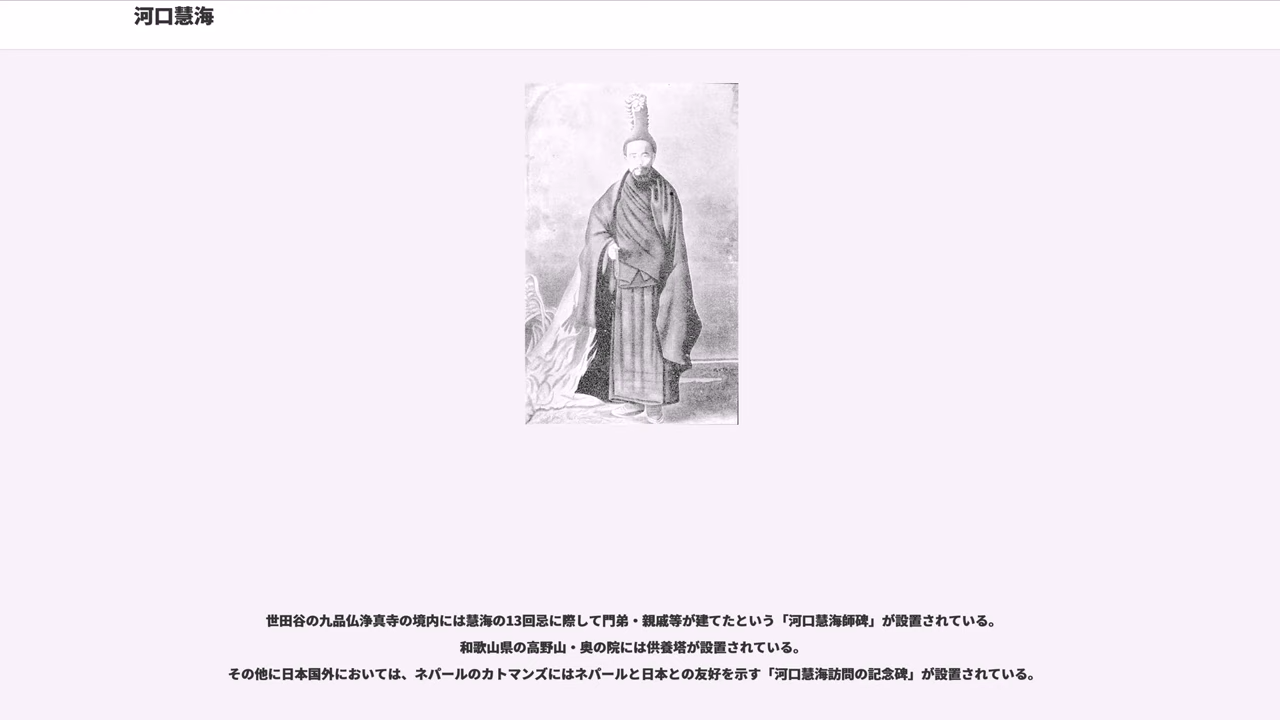 河口慧海
世田谷の九品仏浄真寺の境内には慧海の13回忌に際して門弟・親戚等が建てたという「河口慧海師碑」が設置されている。
和歌山県の高野山・奥の院には供養塔が設置されている。
その他に日本国外においては、ネパールのカトマンズにはネパールと日本との友好を示す「河口慧海訪問の記念碑」が設置されている。